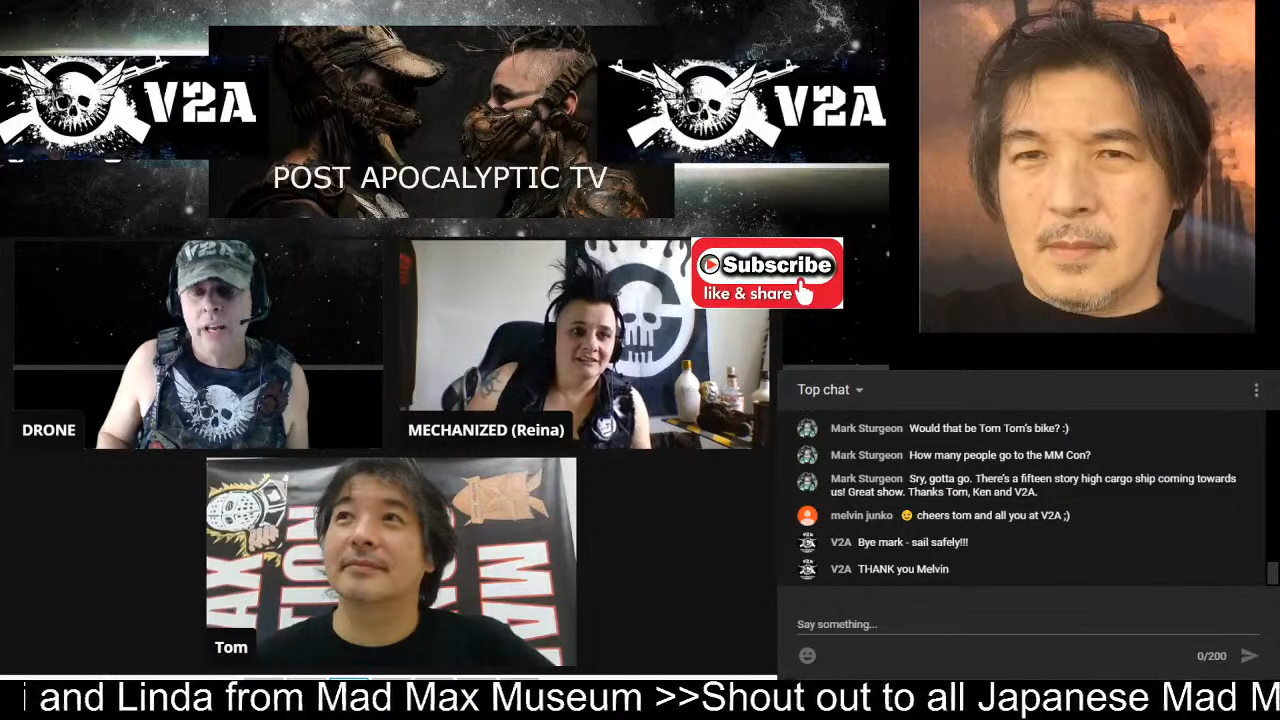 V2A
V2A
POST APOCALYPTIC TV
V2A
Subscribe
like & share
DRONE
MECHANIZED (Reina)
AX
TION
MA
Tom
Top chat
Mark Sturgeon Would that be Tom Tom's bike? :)
Mark Sturgeon How many people go to the MM Con?
Mark Sturgeon Sry, gotta go. There's a fifteen story high cargo ship coming towards
us! Great show. Thanks Tom, Ken and V2A.
melvin junko 😉 cheers tom and all you at V2A ;)
V2A Bye mark - sail safely!!!
V2A THANK you Melvin
Say something...
0/200
i and Linda from Mad Max Museum >>Shout out to all Japanese Mad M